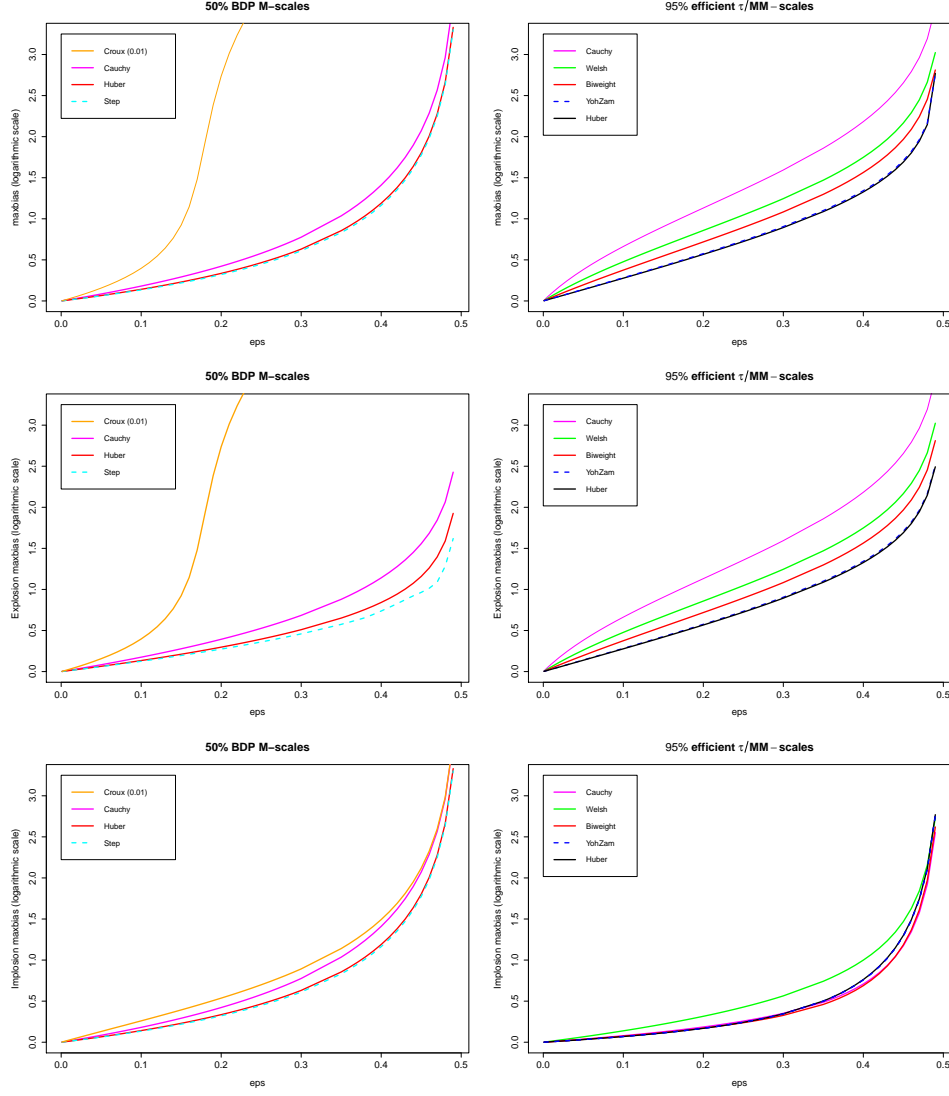 50% BDP M−scales
maxbias (logarithmic scale)
3.0
2.5
2.0
1.5
1.0
0.5
0.0
Croux (0.01)
Cauchy
Huber
Step
0.0 0.1 0.2 0.3 0.4 0.5
eps
95% efficient τ/MM−scales
maxbias (logarithmic scale)
3.0
2.5
2.0
1.5
1.0
0.5
0.0
Cauchy
Welsh
Biweight
YohZam
Huber
0.0 0.1 0.2 0.3 0.4 0.5
eps
50% BDP M−scales
Explosion maxbias (logarithmic scale)
3.0
2.5
2.0
1.5
1.0
0.5
0.0
Croux (0.01)
Cauchy
Huber
Step
0.0 0.1 0.2 0.3 0.4 0.5
eps
95% efficient τ/MM−scales
Explosion maxbias (logarithmic scale)
3.0
2.5
2.0
1.5
1.0
0.5
0.0
Cauchy
Welsh
Biweight
YohZam
Huber
0.0 0.1 0.2 0.3 0.4 0.5
eps
50% BDP M−scales
Implosion maxbias (logarithmic scale)
3.0
2.5
2.0
1.5
1.0
0.5
0.0
Croux (0.01)
Cauchy
Huber
Step
0.0 0.1 0.2 0.3 0.4 0.5
eps
95% efficient τ/MM−scales
Implosion maxbias (logarithmic scale)
3.0
2.5
2.0
1.5
1.0
0.5
0.0
Cauchy
Welsh
Biweight
YohZam
Huber
0.0 0.1 0.2 0.3 0.4 0.5
eps